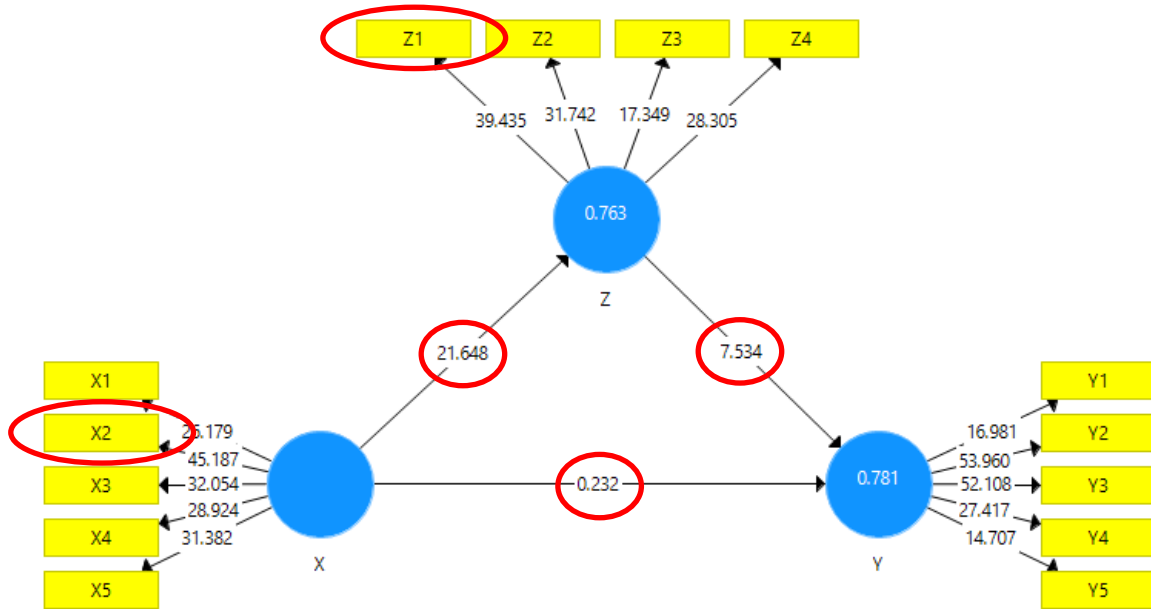 Z1 Z2 Z3 Z4
39.435 31.742 17.349 28.305
0.763
Z
21.648 7.534
X1
X2
X3
X4
X5
25.179
45.187
32.054
28.924
31.382
X
0.232
0.781
Y
16.981
53.960
52.108
27.417
14.707
Y1
Y2
Y3
Y4
Y5